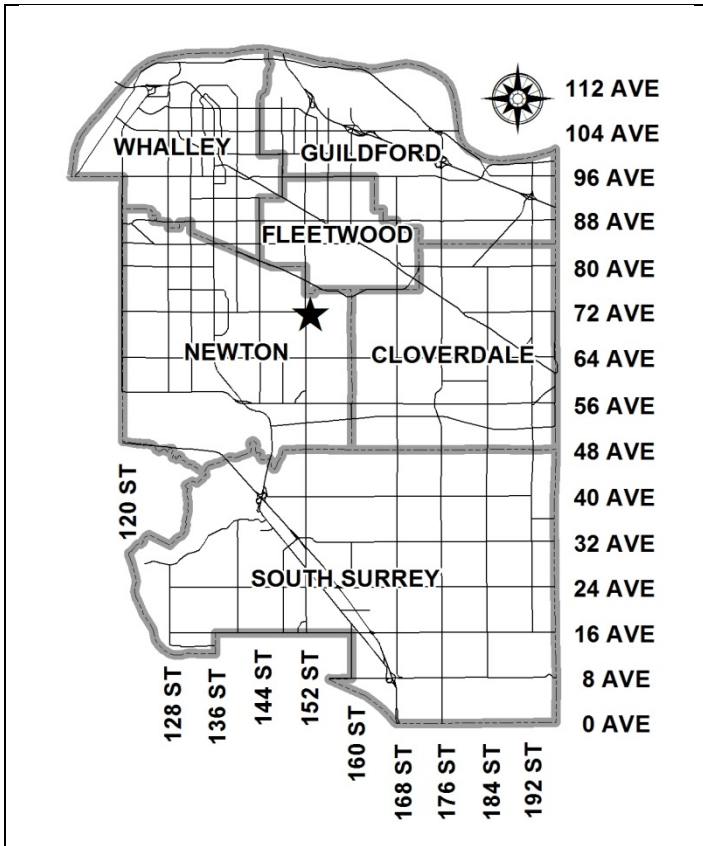 112 AVE
104 AVE
WHALLEY
GUILDFORD
96 AVE
88 AVE
FLEETWOOD
80 AVE
72 AVE
NEWTON
CLOVERDALE
64 AVE
56 AVE
48 AVE
120 ST
40 AVE
32 AVE
SOUTH SURREY
24 AVE
16 AVE
8 AVE
0 AVE
128 ST
136 ST
144 ST
152 ST
160 ST
168 ST
176 ST
184 ST
192 ST